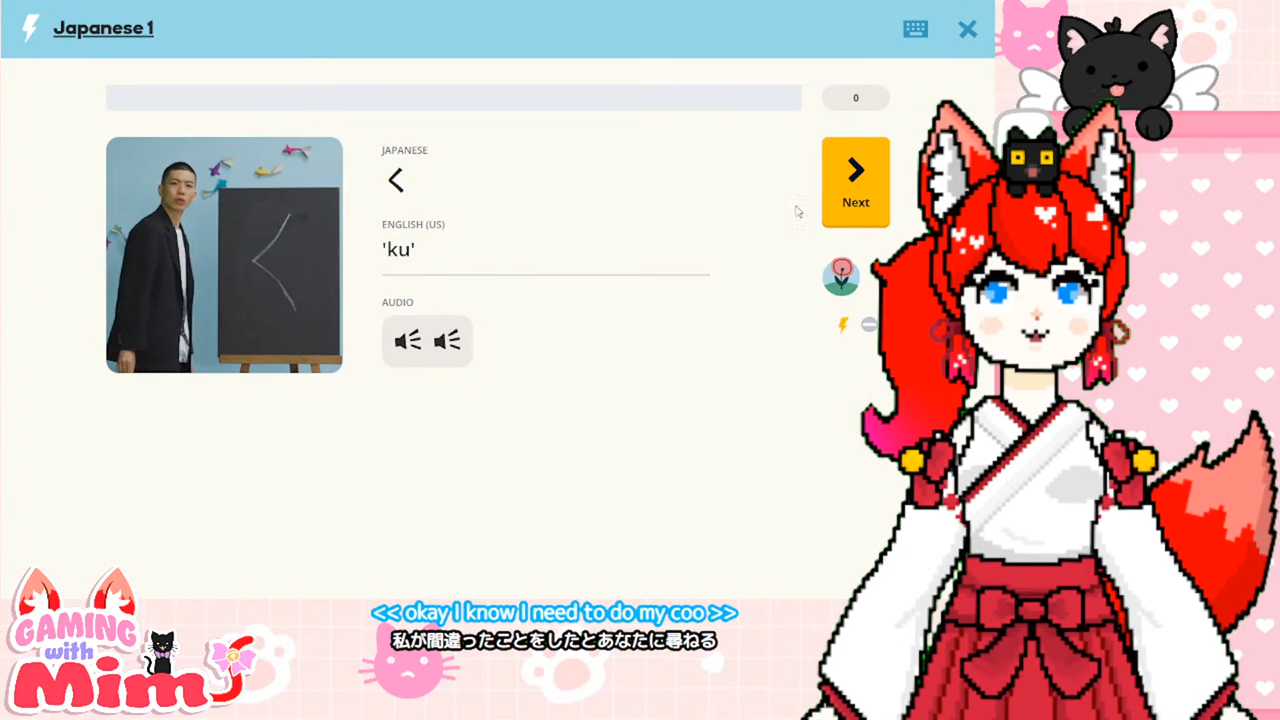 Japanese 1
0
JAPANESE
く
Next
ENGLISH (US)
'ku'
AUDIO
<< okay I know I need to do my coo >>
私が間違ったことをしたとあなたに尋ねる
GAMING
with
Mim